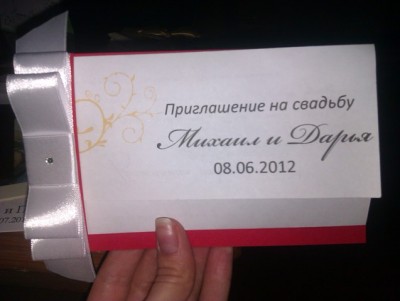 Приглашение на свадьбу
Михаил и Дарья
08.06.2012